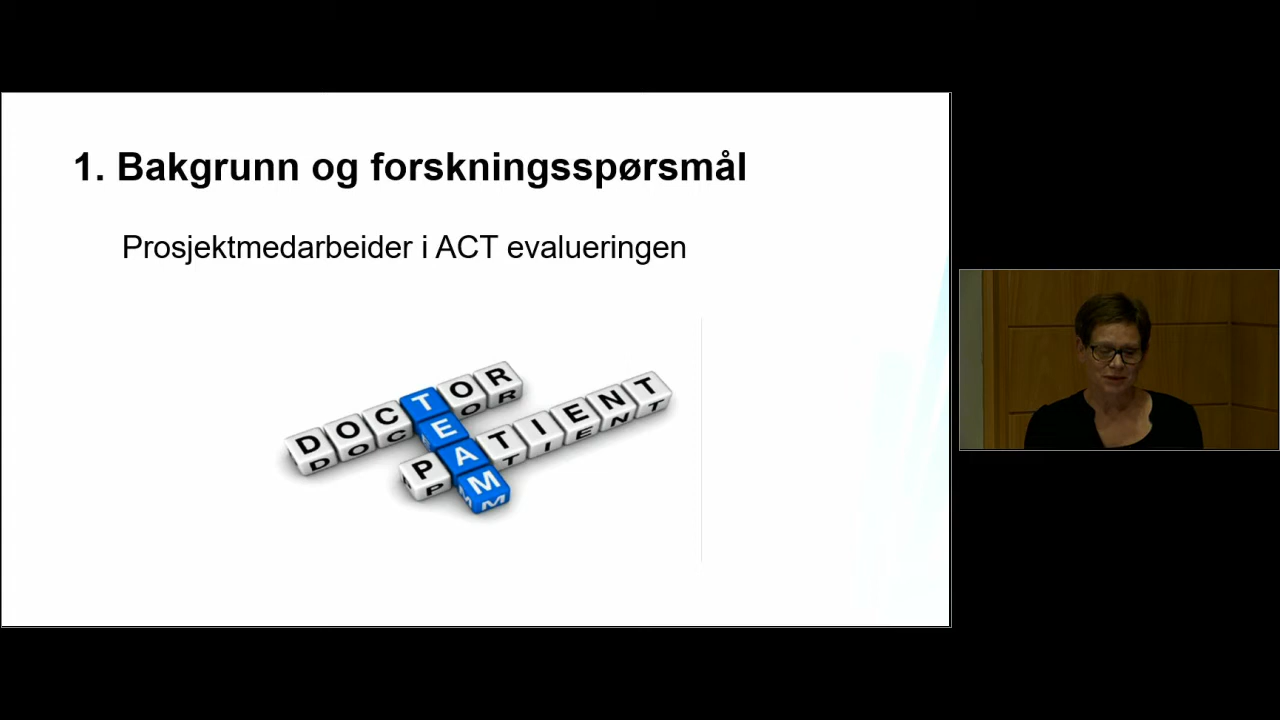 1. Bakgrunn og forskningsspørsmål
Prosjektmedarbeider i ACT evalueringen
DOCTOR
TEAM
PATIENT